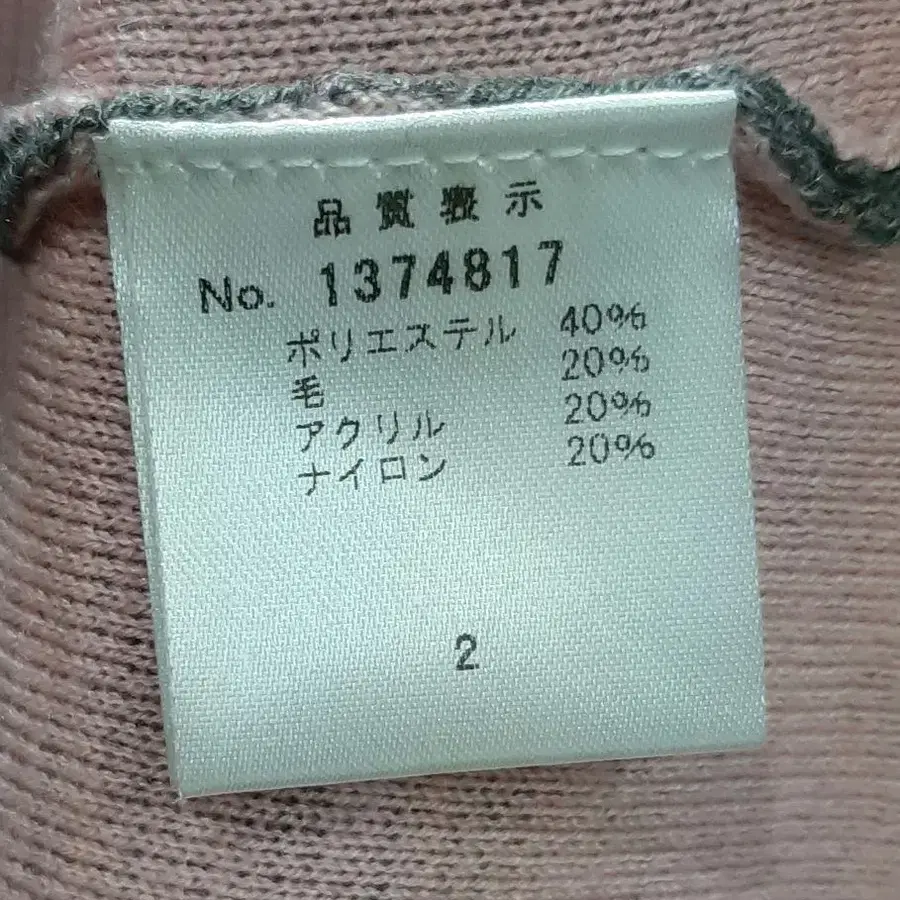 品質表示
No. 1374817
ポリエステル 40%
毛 20%
アクリル 20%
ナイロン 20%
2